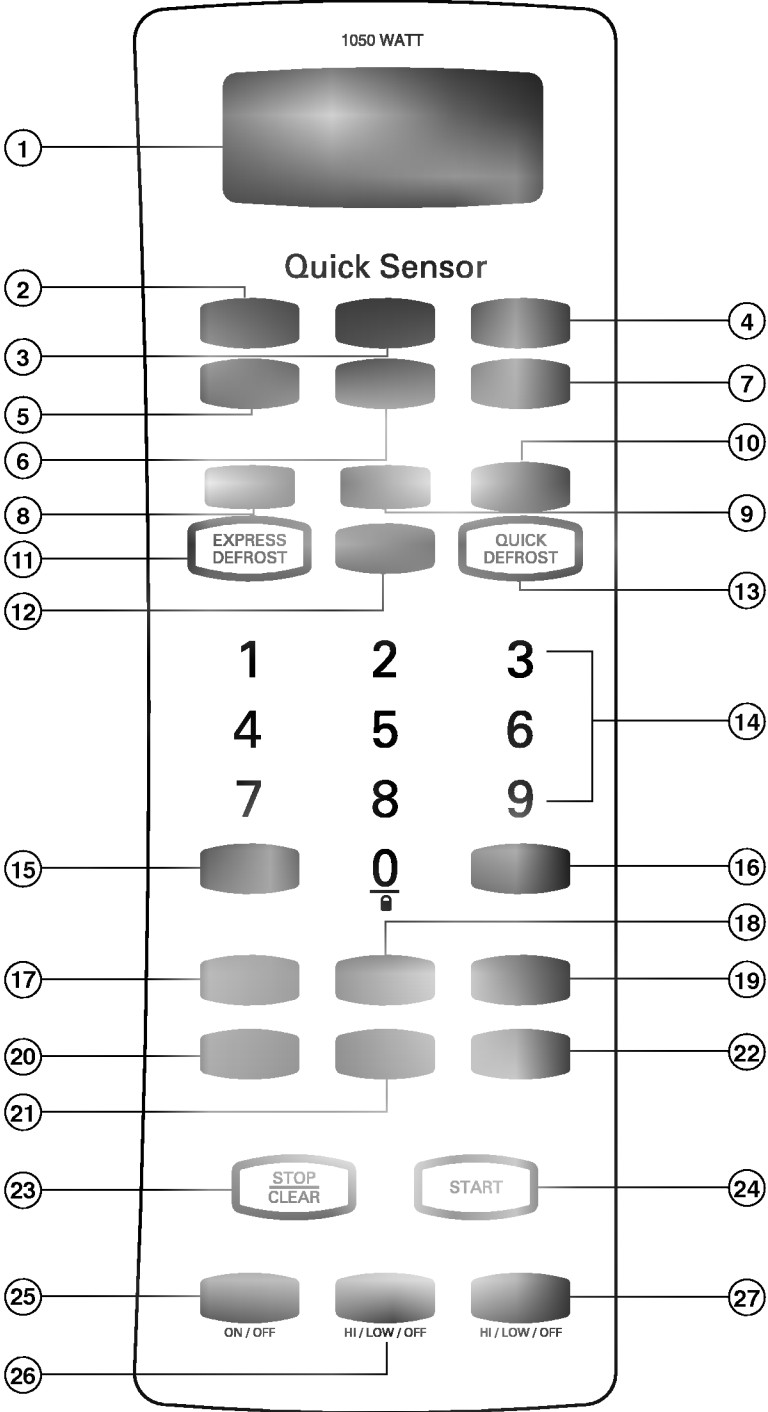 1050 WATT
1
Quick Sensor
2
3
4
5
6
7
8
9
10
EXPRESS
DEFROST
QUICK
DEFROST
11
12
13
1 2 3
4 5 6
7 8 9
14
0
15
16
17
18
19
20
21
22
STOP
CLEAR
START
23
24
25
ON / OFF
HI / LOW / OFF
HI / LOW / OFF
26
27